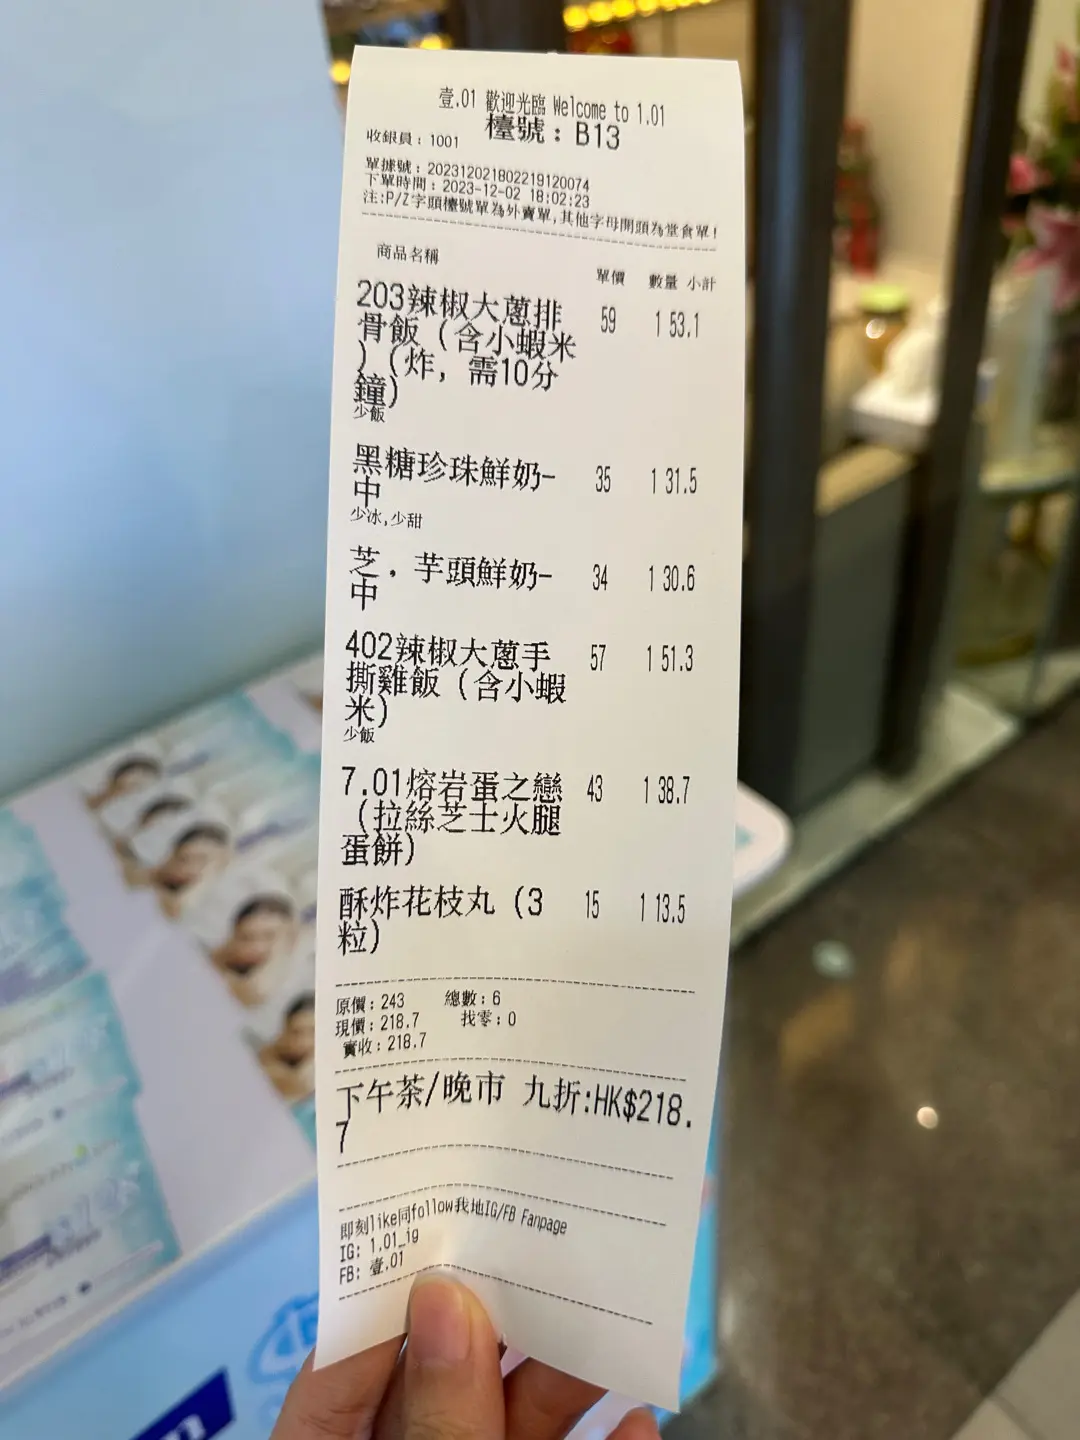 壹.01 歡迎光臨 Welcome to 1.01
檯號：B13
收銀員：1001
單據號：202312021802219120074
下單時間：2023-12-02 18:02:23
注:P/Z字頭檯號單為外賣單,其他字母開頭為堂食單!
商品名稱 單價 數量 小計
203辣椒大蔥排 59 1 53.1
骨飯（含小蝦米
）（炸，需10分
鐘）
少飯
黑糖珍珠鮮奶- 35 1 31.5
中
少冰,少甜
芝．芋頭鮮奶- 34 1 30.6
中
402辣椒大蔥手 57 1 51.3
撕雞飯（含小蝦
米）
少飯
7.01熔岩蛋之戀 43 1 38.7
（拉絲芝士火腿
蛋餅）
酥炸花枝丸（3 15 1 13.5
粒）
原價：243 總數：6
現價：218.7 找零：0
實收：218.7
下午茶/晚市 九折:HK$218.
7
即刻like同follow我地IG/FB Fanpage
IG: 1.01_ig
FB: 壹.01